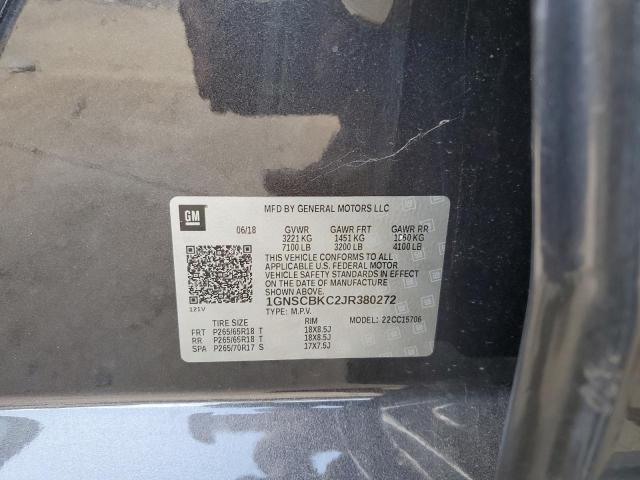 MFD BY GENERAL MOTORS LLC
GM
06/18 GVWR GAWR FRT GAWR RR
3221 KG 1451 KG 1860 KG
7100 LB 3200 LB 4100 LB
THIS VEHICLE CONFORMS TO ALL
APPLICABLE U.S. FEDERAL MOTOR
VEHICLE SAFETY STANDARDS IN EFFECT
ON THE DATE OF MANUFACTURE
SHOWN ABOVE.
1GNSCBKC2JR380272
TYPE: M.P.V.
121V
TIRE SIZE RIM MODEL: 22CC15706
FRT P265/65R18 T 18X8.5J
RR P265/65R18 T 18X8.5J
SPA P265/70R17 S 17X7.5J